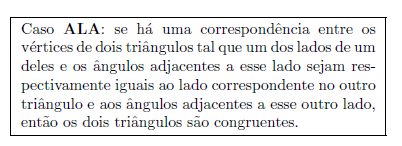 Caso ALA: se há uma correspondência entre os
vértices de dois triângulos tal que um dos lados de um
deles e os ângulos adjacentes a esse lado sejam res-
pectivamente iguais ao lado correspondente no outro
triângulo e aos ângulos adjacentes a esse outro lado,
então os dois triângulos são congruentes.